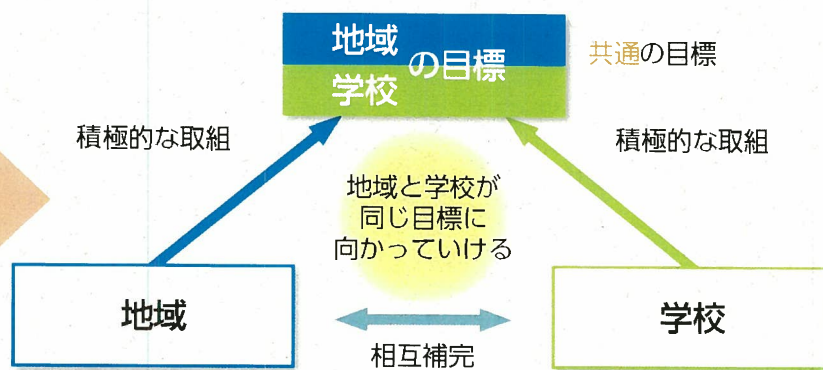 地域
学校
の目標
共通の目標
積極的な取組
積極的な取組
地域と学校が
同じ目標に
向かっていける
地域
学校
相互補完